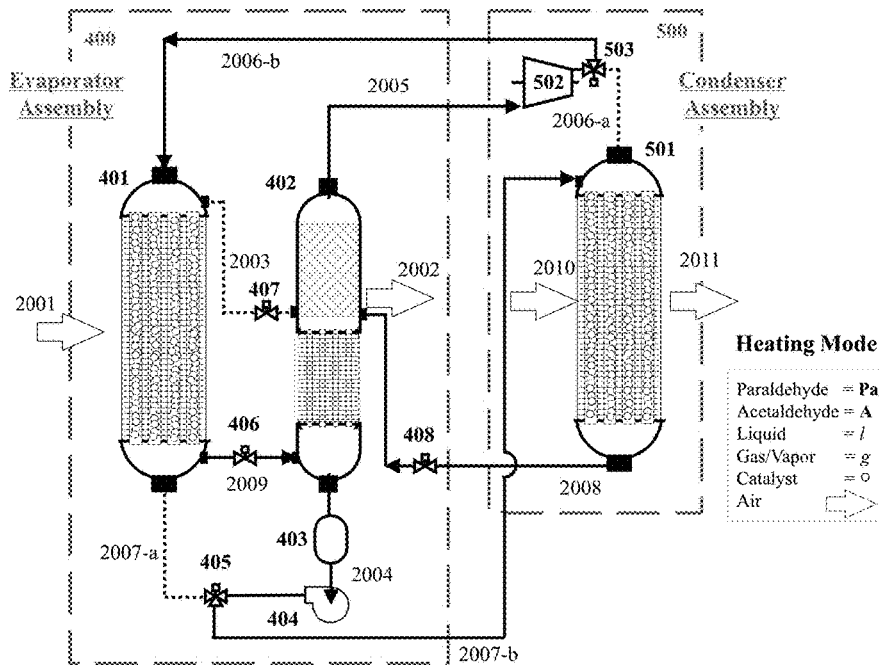 400
500
503
2006-b
502
Evaporator
Assembly
2005
Condenser
Assembly
2006-a
401
402
501
2003
2002
2010
2011
407
2001
Heating Mode
Paraldehyde = Pa
Acetaldehyde = A
Liquid = l
Gas/Vapor = g
Catalyst = ○
Air
406
408
2009
2008
403
2007-a
405
2004
404
2007-b